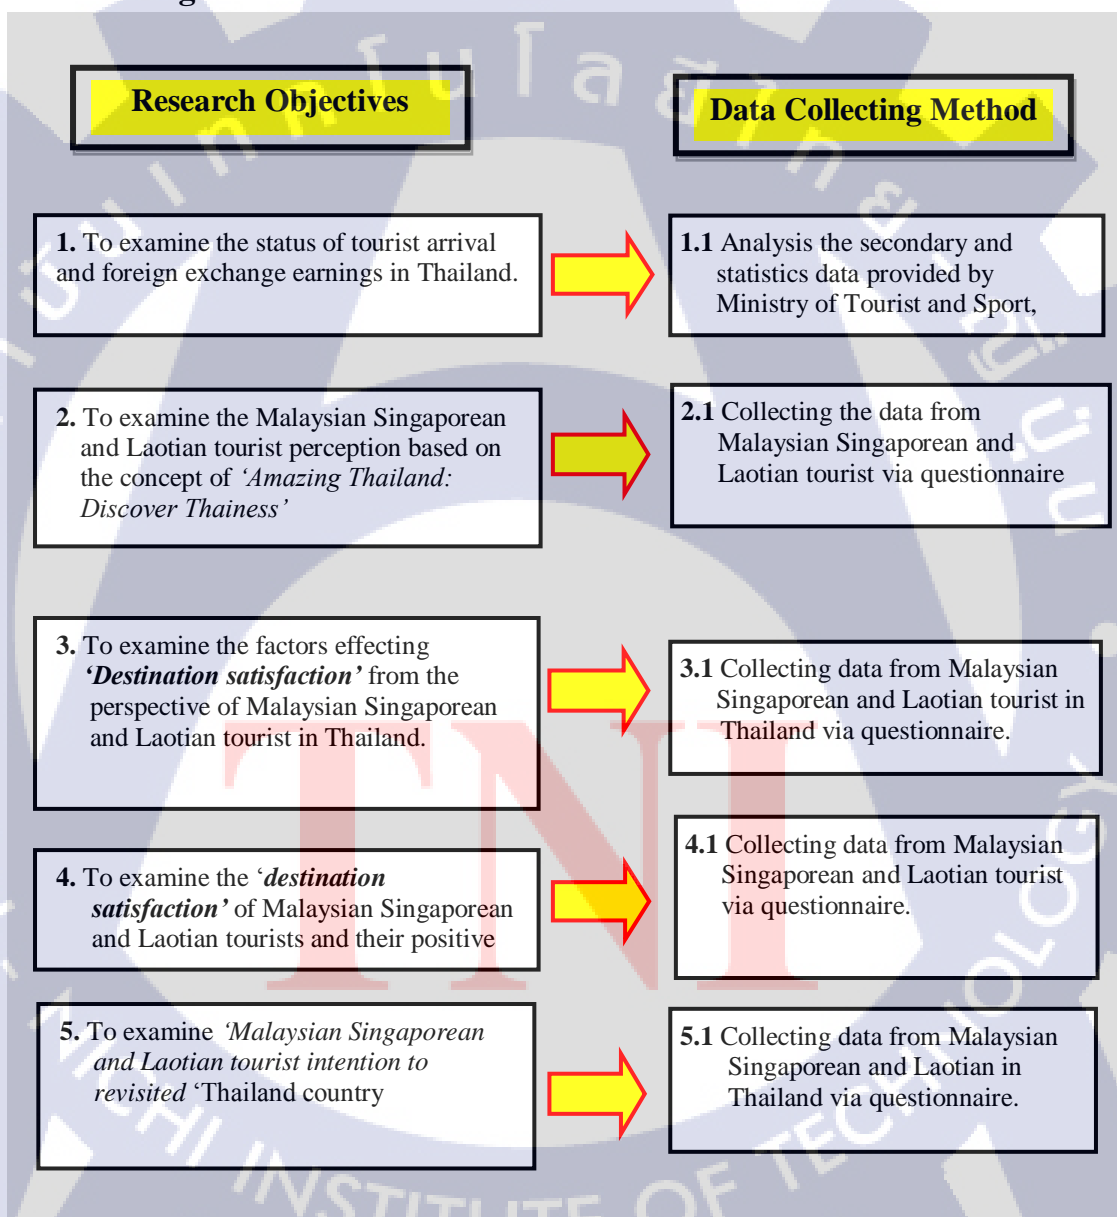 Research Objectives
Data Collecting Method
1. To examine the status of tourist arrival
and foreign exchange earnings in Thailand.
1.1 Analysis the secondary and
statistics data provided by
Ministry of Tourist and Sport,
2. To examine the Malaysian Singaporean
and Laotian tourist perception based on
the concept of ‘Amazing Thailand:
Discover Thainess’
2.1 Collecting the data from
Malaysian Singaporean and
Laotian tourist via questionnaire
3. To examine the factors effecting
‘Destination satisfaction’ from the
perspective of Malaysian Singaporean
and Laotian tourist in Thailand.
3.1 Collecting data from Malaysian
Singaporean and Laotian tourist in
Thailand via questionnaire.
4. To examine the ‘destination
satisfaction’ of Malaysian Singaporean
and Laotian tourists and their positive
4.1 Collecting data from Malaysian
Singaporean and Laotian tourist
via questionnaire.
5. To examine ‘Malaysian Singaporean
and Laotian tourist intention to
revisited ‘Thailand country
5.1 Collecting data from Malaysian
Singaporean and Laotian in
Thailand via questionnaire.
TNI
INSTITUTE OF TECHNOLOGY